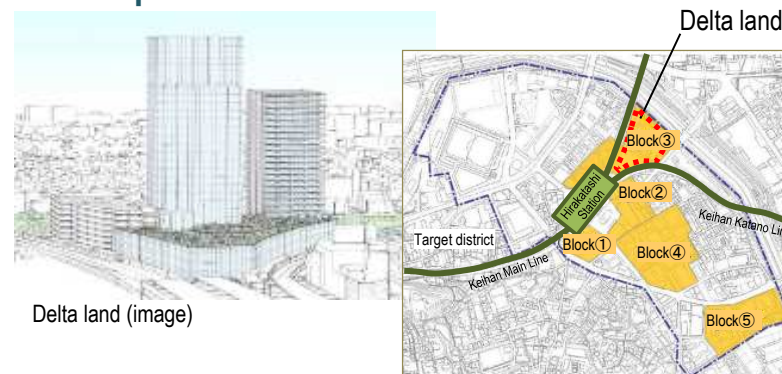 Delta land
Block③
Hirakatashi
Station
Block②
Keihan Katano Li
Target district
Block①
Block④
Keihan Main Line
Block⑤
Delta land (image)